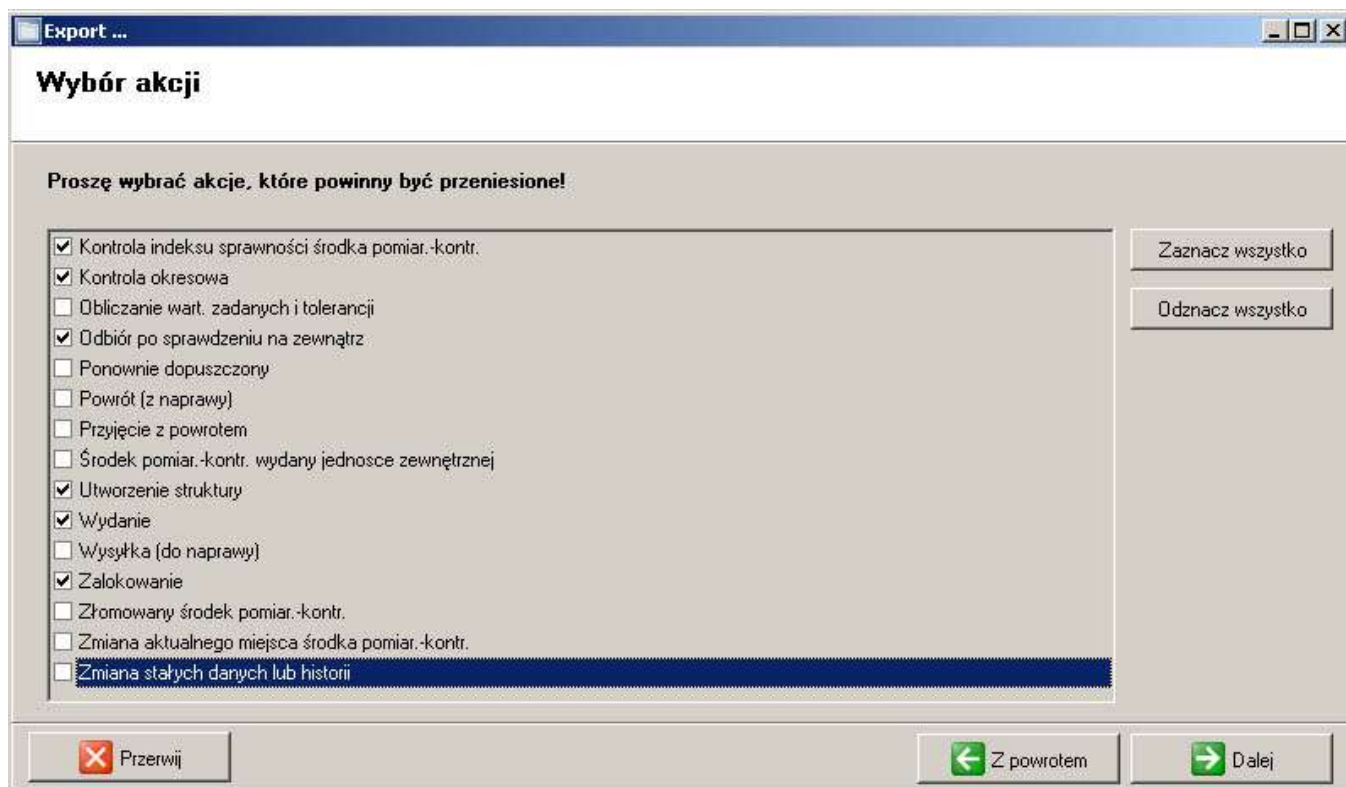 Export ...
Wybór akcji
Proszę wybrać akcje, które powinny być przeniesione!
Kontrola indeksu sprawności środka pomiar.-kontr.
Kontrola okresowa
Obliczanie wart. zadanych i tolerancji
Odbiór po sprawdzeniu na zewnątrz
Ponownie dopuszczony
Powrót (z naprawy)
Przyjęcie z powrotem
Środek pomiar.-kontr. wydany jednosce zewnętrznej
Utworzenie struktury
Wydanie
Wysyłka (do naprawy)
Zalokowanie
Złomowany środek pomiar.-kontr.
Zmiana aktualnego miejsca środka pomiar.-kontr.
Zmiana stałych danych lub historii
Zaznacz wszystko
Odznacz wszystko
Przerwij
Z powrotem
Dalej